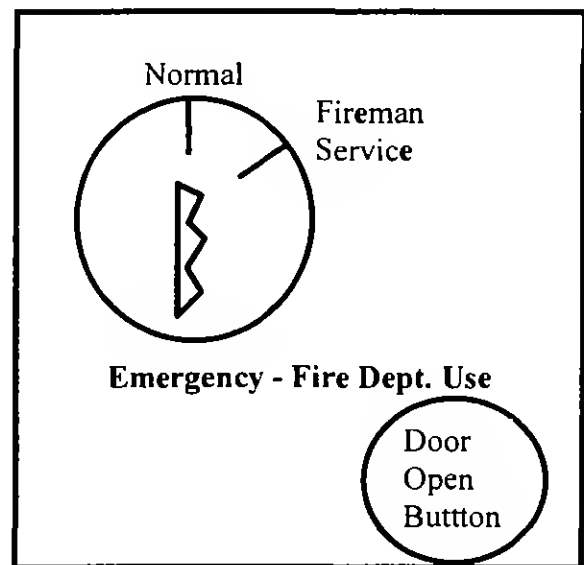 Normal
Fireman
Service
Emergency - Fire Dept. Use
Door
Open
Buttton